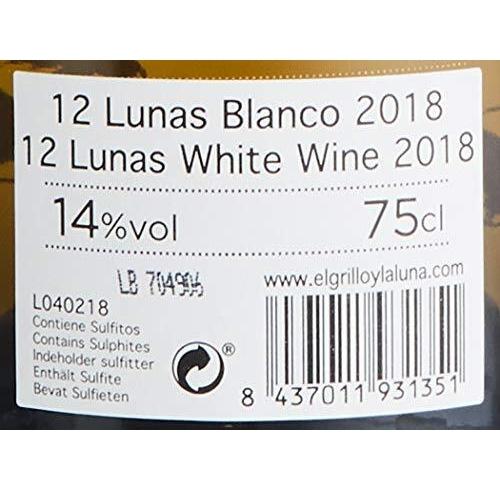 12 Lunas Blanco 2018
12 Lunas White Wine 2018
14%vol
75cl
LB 704906
www.elgrilloylaluna.com
L040218
Contiene Sulfitos
Contains Sulphites
Indeholder sulfitter
Enthält Sulfite
Bevat Sulfieten
®
8 437011 931351